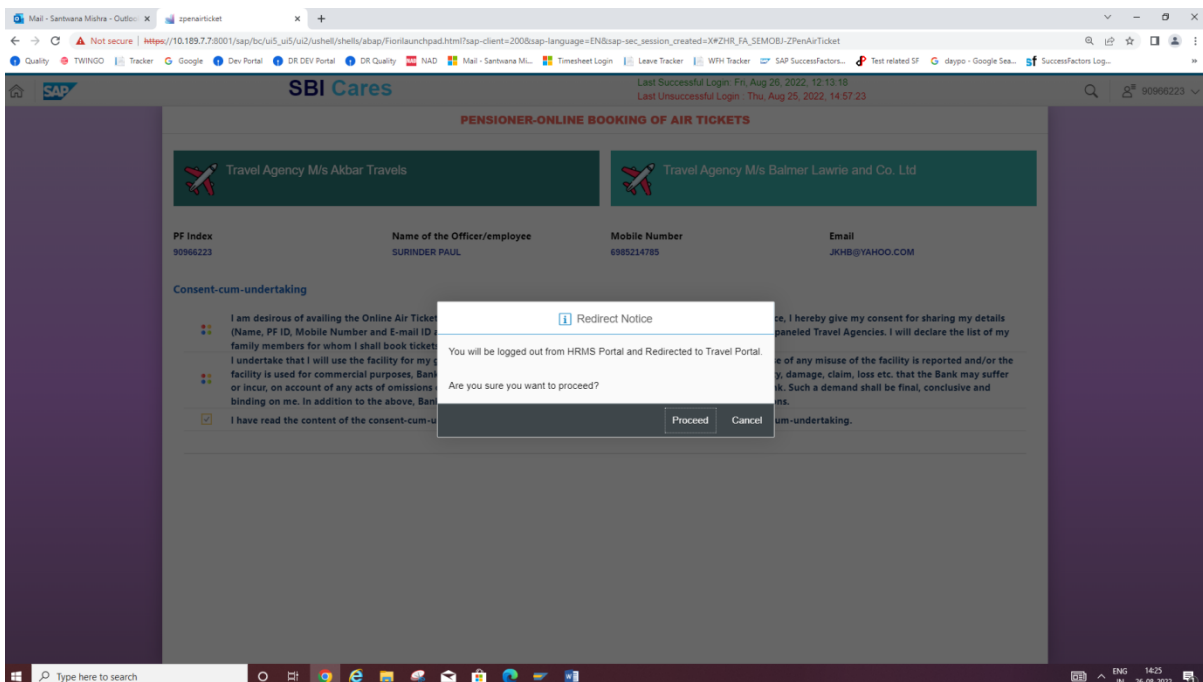 Mail - Santwana Mishra - Outloo
zpenairticket
Not secure | https://10.189.7.7:8001/sap/bc/ui5_ui5/ui2/ushell/shells/abap/Fiorilaunchpad.html?sap-client=200&sap-language=EN&sap-sec_session_created=X#ZHR_FA_SEMOBJ-ZPenAirTicket
Quality TWINGO Tracker Google Dev Portal DR DEV Portal DR Quality NAD Mail - Santwana Mi... Timesheet Login Leave Tracker WFH Tracker SAP SuccessFactors... Test related SF daypo - Google Sea... SuccessFactors Log... »
SAP SBI Cares Last Successful Login: Fri, Aug 26, 2022, 12:13:18 90966223
Last Unsuccessful Login : Thu, Aug 25, 2022, 14:57:23
PENSIONER-ONLINE BOOKING OF AIR TICKETS
Travel Agency M/s Akbar Travels Travel Agency M/s Balmer Lawrie and Co. Ltd
PF Index Name of the Officer/employee Mobile Number Email
90966223 SURINDER PAUL 6985214785 JKHB@YAHOO.COM
Consent-cum-undertaking
I am desirous of availing the Online Air Ticket ce, I hereby give my consent for sharing my details
(Name, PF ID, Mobile Number and E-mail ID paneled Travel Agencies. I will declare the list of my
family members for whom I shall book ticket
I undertake that I will use the facility for my e of any misuse of the facility is reported and/or the
facility is used for commercial purposes, Ban y, damage, claim, loss etc. that the Bank may suffer
or incur, on account of any acts of omissions k. Such a demand shall be final, conclusive and
binding on me. In addition to the above, Ban ns.
I have read the content of the consent-cum-u um-undertaking.
Redirect Notice
You will be logged out from HRMS Portal and Redirected to Travel Portal.
Are you sure you want to proceed?
Proceed Cancel
Type here to search
ENG 14:25
IN 26-08-2022